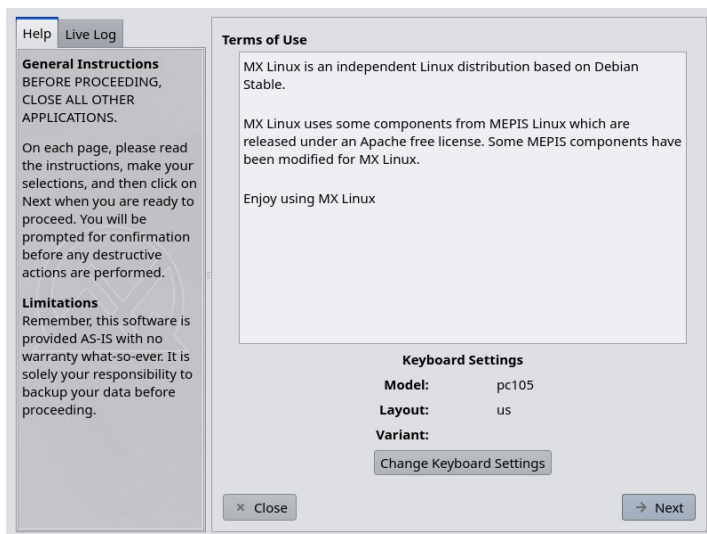 Help
Live Log
General Instructions
BEFORE PROCEEDING,
CLOSE ALL OTHER
APPLICATIONS.
On each page, please read
the instructions, make your
selections, and then click on
Next when you are ready to
proceed. You will be
prompted for confirmation
before any destructive
actions are performed.
Limitations
Remember, this software is
provided AS-IS with no
warranty what-so-ever. It is
solely your responsibility to
backup your data before
proceeding.
Terms of Use
MX Linux is an independent Linux distribution based on Debian
Stable.
MX Linux uses some components from MEPIS Linux which are
released under an Apache free license. Some MEPIS components have
been modified for MX Linux.
Enjoy using MX Linux
Keyboard Settings
Model: pc105
Layout: us
Variant:
Change Keyboard Settings
Close
Next